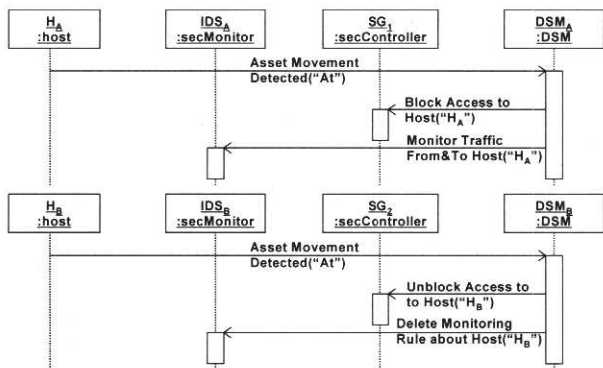 H_A IDS_A SG_1 DSM_A
:host :secMonitor :secController :DSM
Asset Movement
Detected("At")
Block Access to
Host("H_A")
Monitor Traffic
From&To Host("H_A")
H_B IDS_B SG_2 DSM_B
:host :secMonitor :secController :DSM
Asset Movement
Detected("At")
Unblock Access to
to Host("H_B")
Delete Monitoring
Rule about Host("H_B")